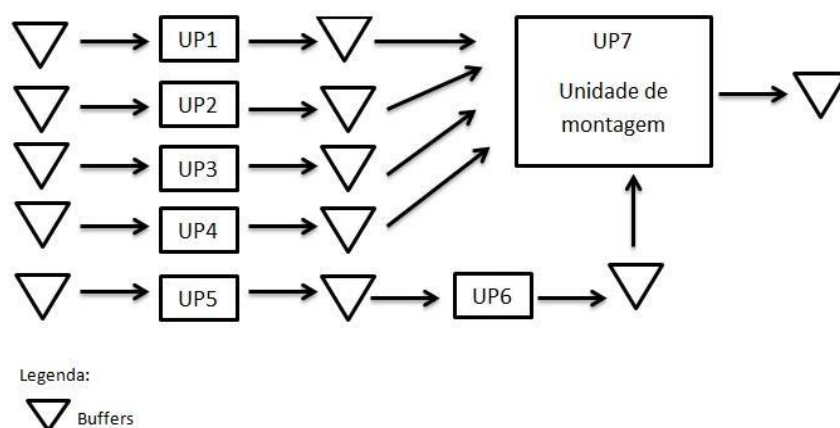 UP1
UP2
UP3
UP4
UP5
UP6
UP7
Unidade de
montagem
Legenda:
Buffers